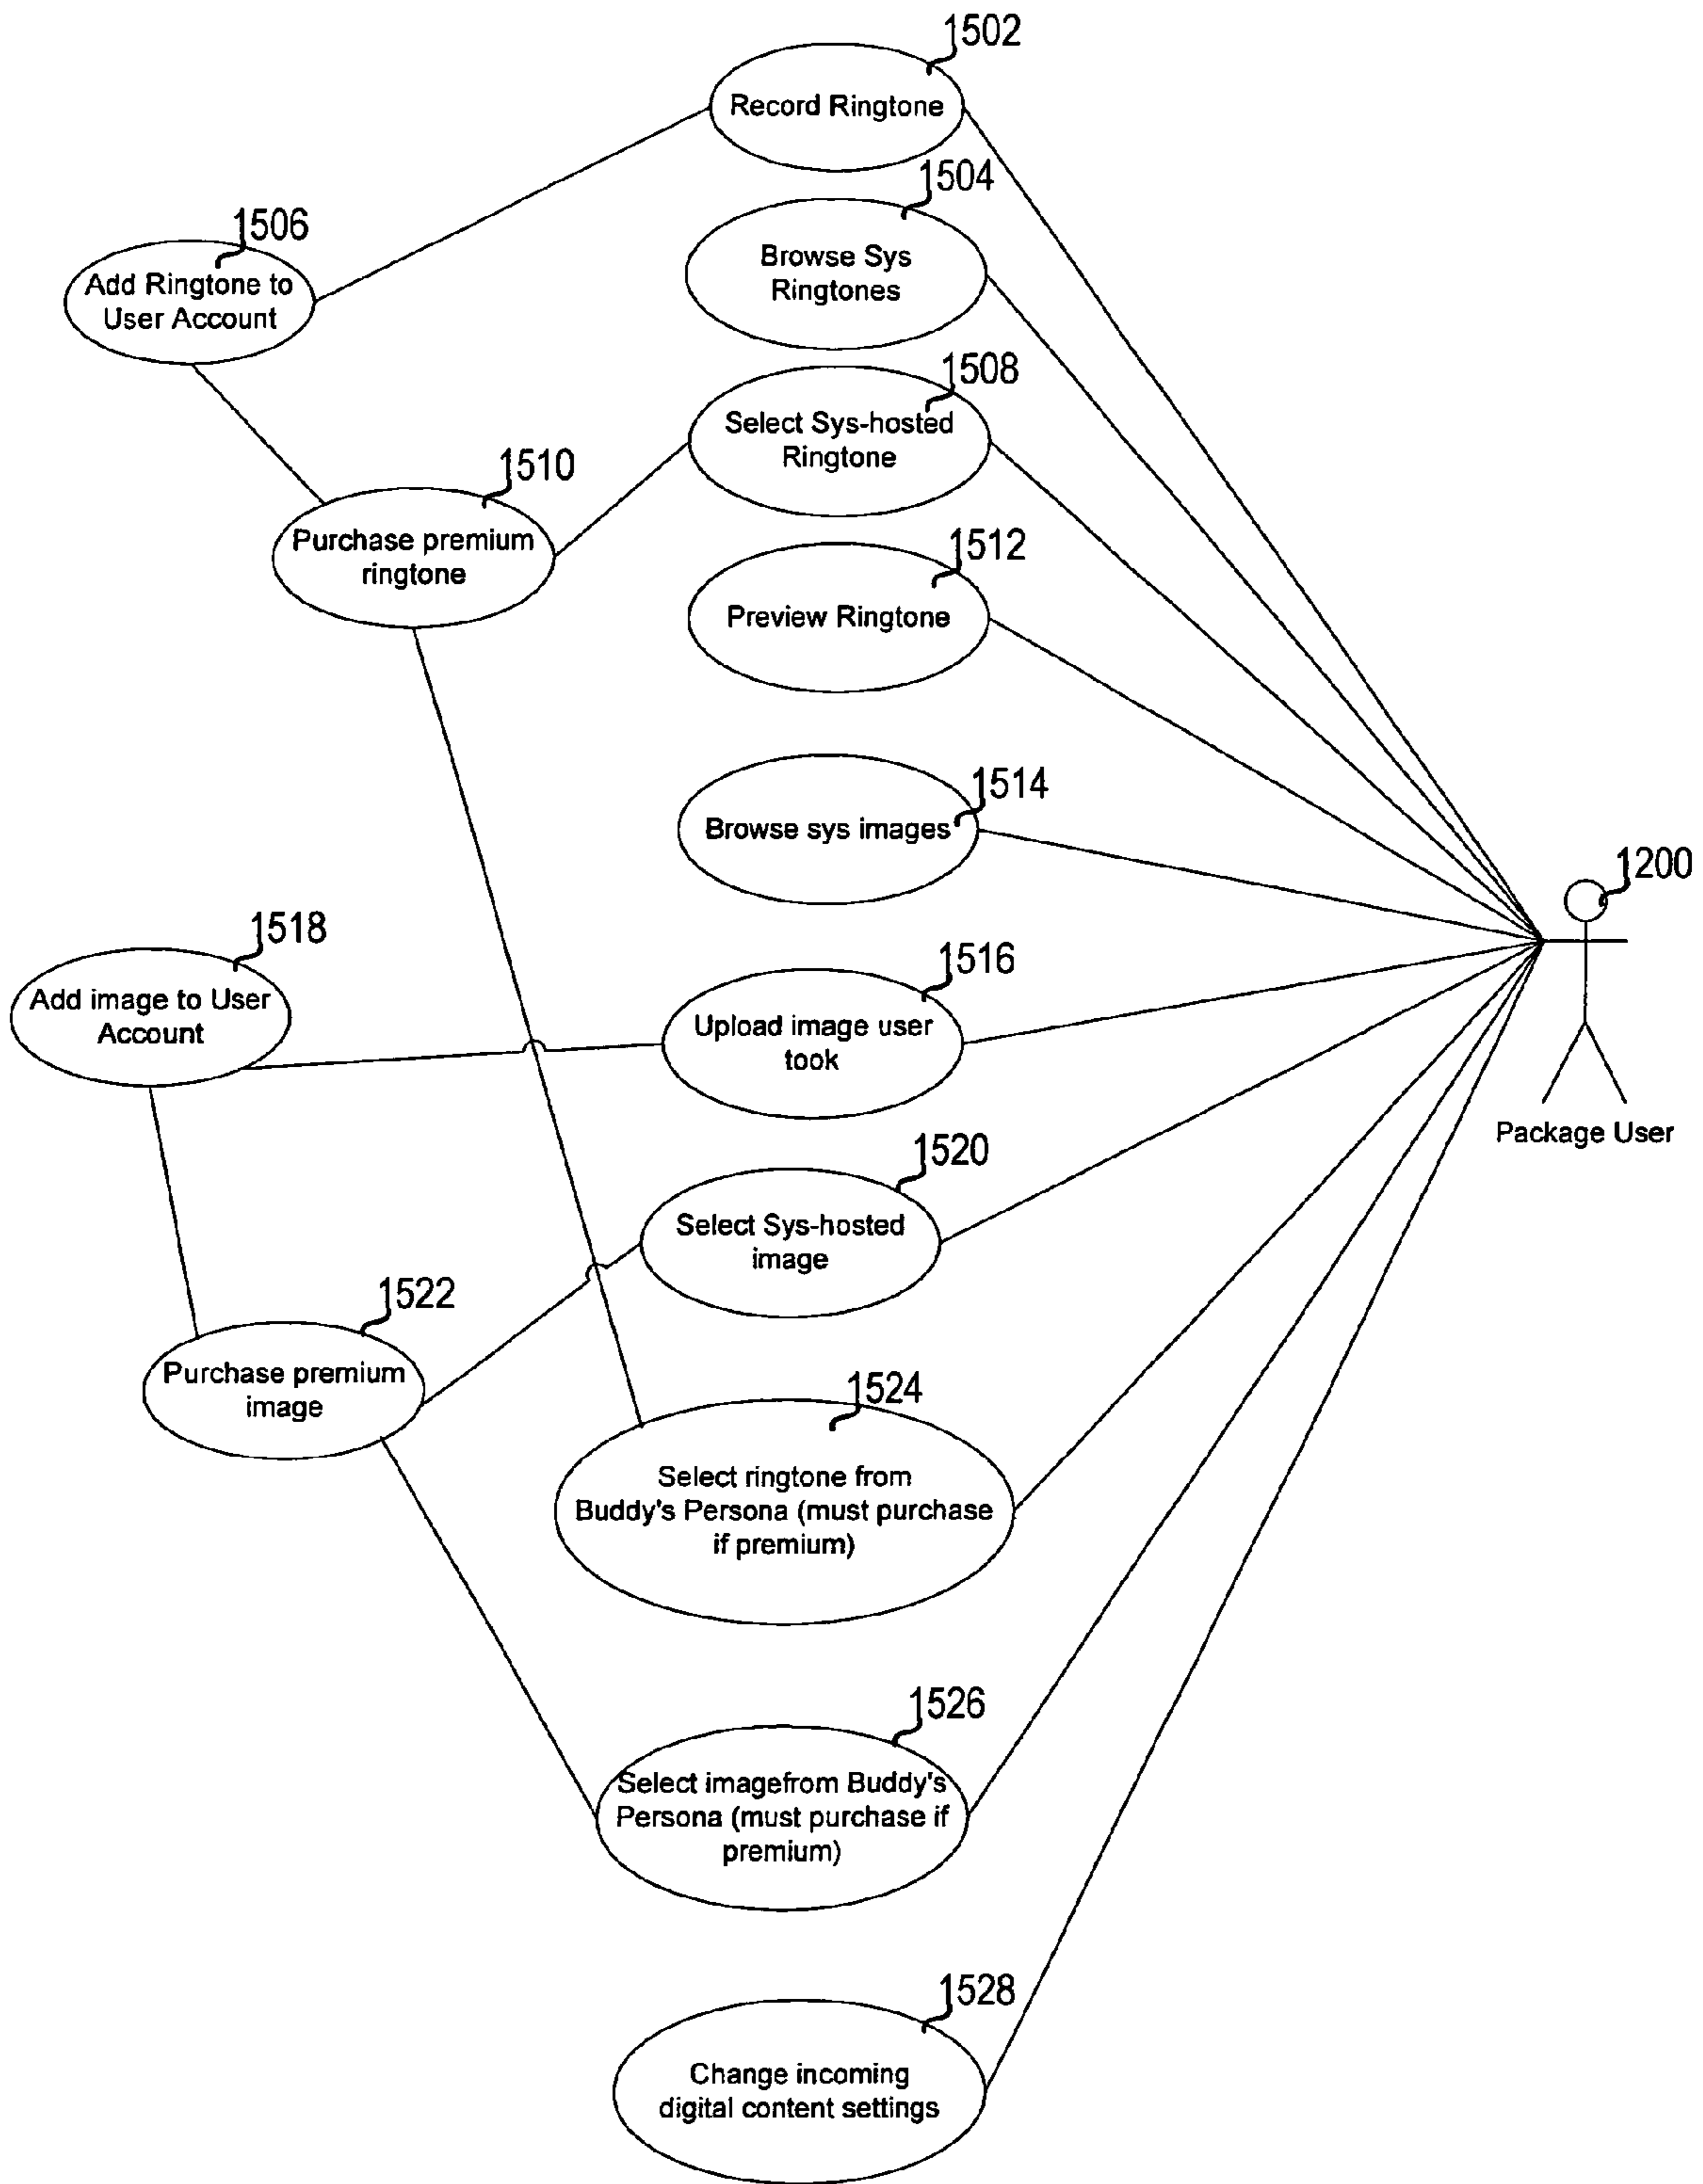 1502
Record Ringtone
1504
Browse Sys
Ringtones
1506
Add Ringtone to
User Account
1508
Select Sys-hosted
Ringtone
1510
Purchase premium
ringtone
1512
Preview Ringtone
1514
Browse sys images
1200
Package User
1518
Add image to User
Account
1516
Upload image user
took
1520
Select Sys-hosted
image
1522
Purchase premium
image
1524
Select ringtone from
Buddy's Persona (must purchase
if premium)
1526
Select imagefrom Buddy's
Persona (must purchase if
premium)
1528
Change incoming
digital content settings